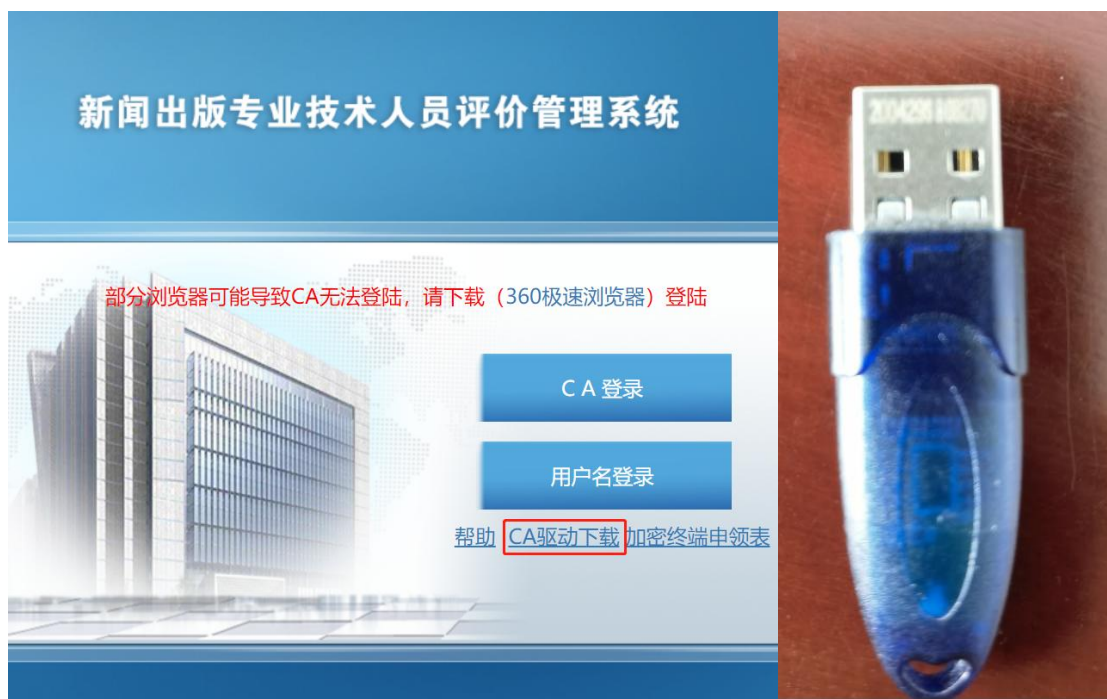 新闻出版专业技术人员评价管理系统
部分浏览器可能导致CA无法登陆，请下载（360极速浏览器）登陆
CA登录
用户名登录
帮助 CA驱动下载 加密终端申领表